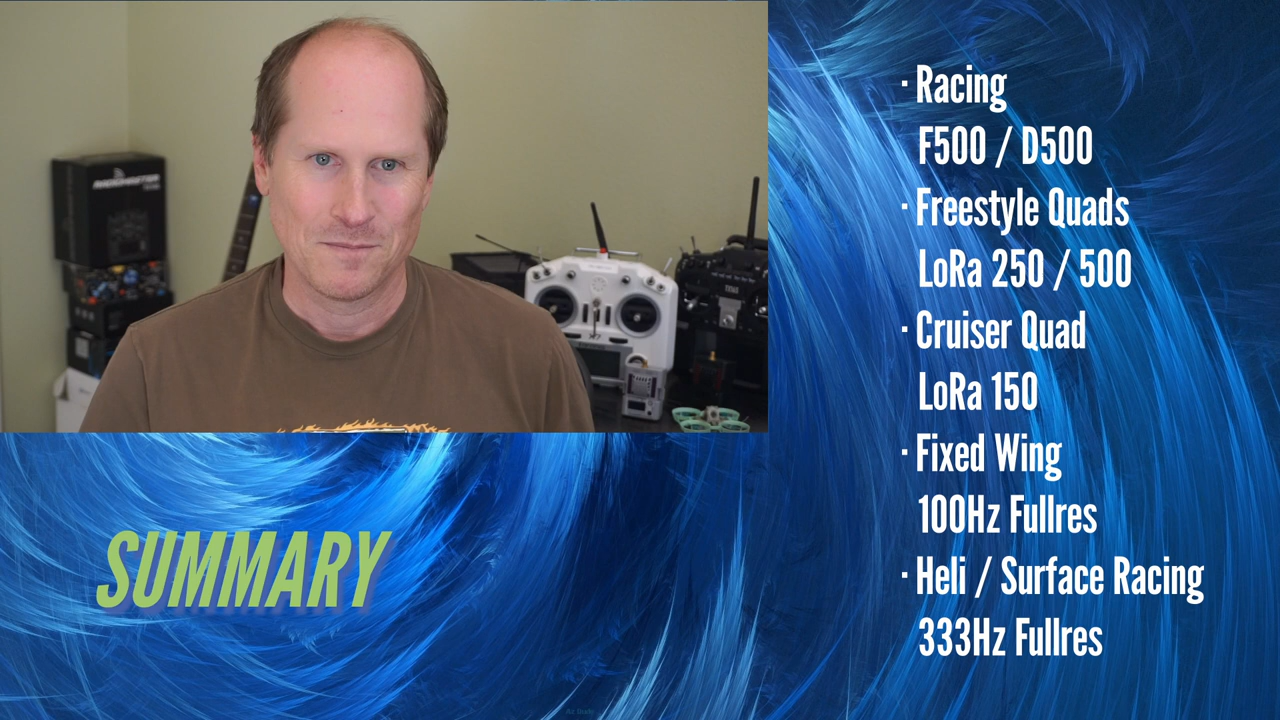 · Racing
F500 / D500
· Freestyle Quads
LoRa 250 / 500
· Cruiser Quad
LoRa 150
· Fixed Wing
100Hz Fullres
· Heli / Surface Racing
333Hz Fullres
SUMMARY
RADIOMASTER